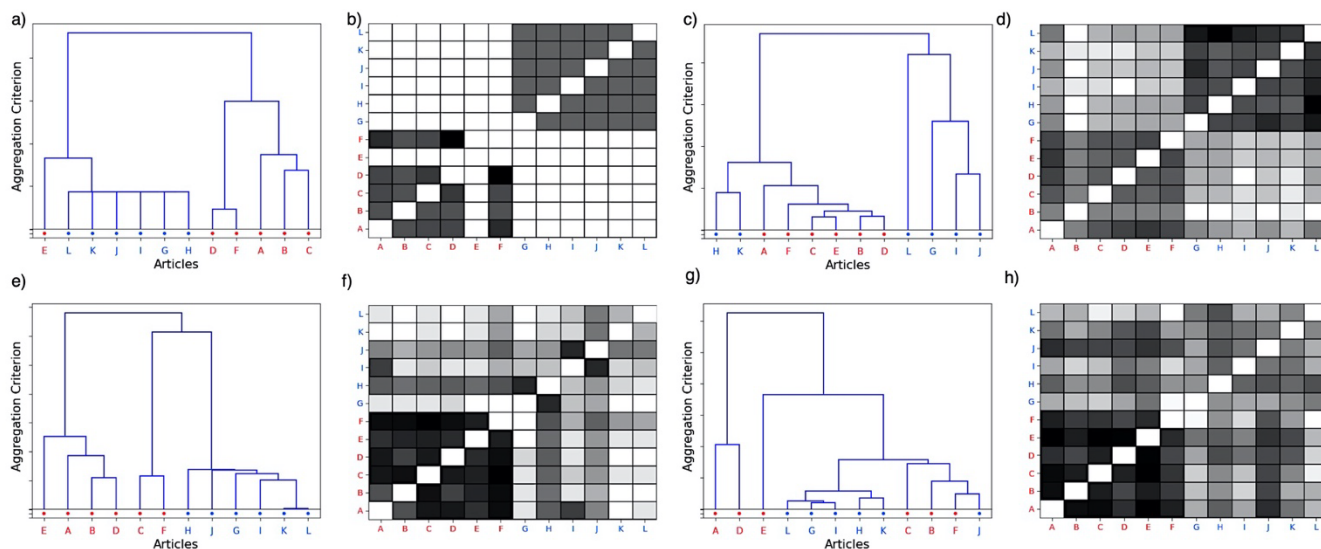 a)
Aggregation Criterion
E L K J I G H D F A B C
Articles
b)
L
K
J
I
H
G
F
E
D
C
B
A
A B C D E F G H I J K L
c)
Aggregation Criterion
H K A F C E B D L G I J
Articles
d)
L
K
J
I
H
G
F
E
D
C
B
A
A B C D E F G H I J K L
e)
Aggregation Criterion
E A B D C F H J G I K L
Articles
f)
L
K
J
I
H
G
F
E
D
C
B
A
A B C D E F G H I J K L
g)
Aggregation Criterion
A D E L G I H K C B F J
Articles
h)
L
K
J
I
H
G
F
E
D
C
B
A
A B C D E F G H I J K L